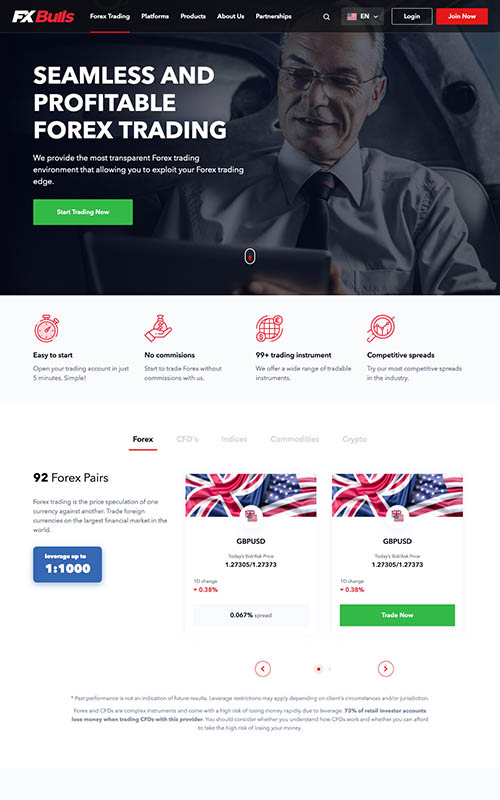 FX Bulls
Forex Trading Platforms Products About Us Partnerships EN Login Join Now
SEAMLESS AND
PROFITABLE
FOREX TRADING
We provide the most transparent Forex trading
environment that allowing you to exploit your Forex trading
edge.
Start Trading Now
Easy to start
Open your trading account in just
5 minutes. Simple!
No commisions
Start to trade Forex without
commissions with us.
99+ trading instrument
We offer a wide range of tradable
instruments.
Competitive spreads
Try our most competitive spreads
in the industry.
Forex CFD's Indices Commodities Crypto
92 Forex Pairs
Forex trading is the price speculation of one
currency against another. Trade foreign
currencies on the largest financial market in the
world.
leverage up to
1:1000
GBPUSD
Today's Bid/Ask Price
1.27305/1.27373
1D change
0.38%
0.067% spread
GBPUSD
Today's Bid/Ask Price
1.27305/1.27373
1D change
0.38%
Trade Now
* Past performance is not an indication of future results. Leverage restrictions may apply depending on client's circumstances and/or jurisdiction.
Forex and CFDs are complex instruments and come with a high risk of losing money rapidly due to leverage. 73% of retail investor accounts
lose money when trading CFDs with this provider. You should consider whether you understand how CFDs work and whether you can afford
to take the high risk of losing your money.